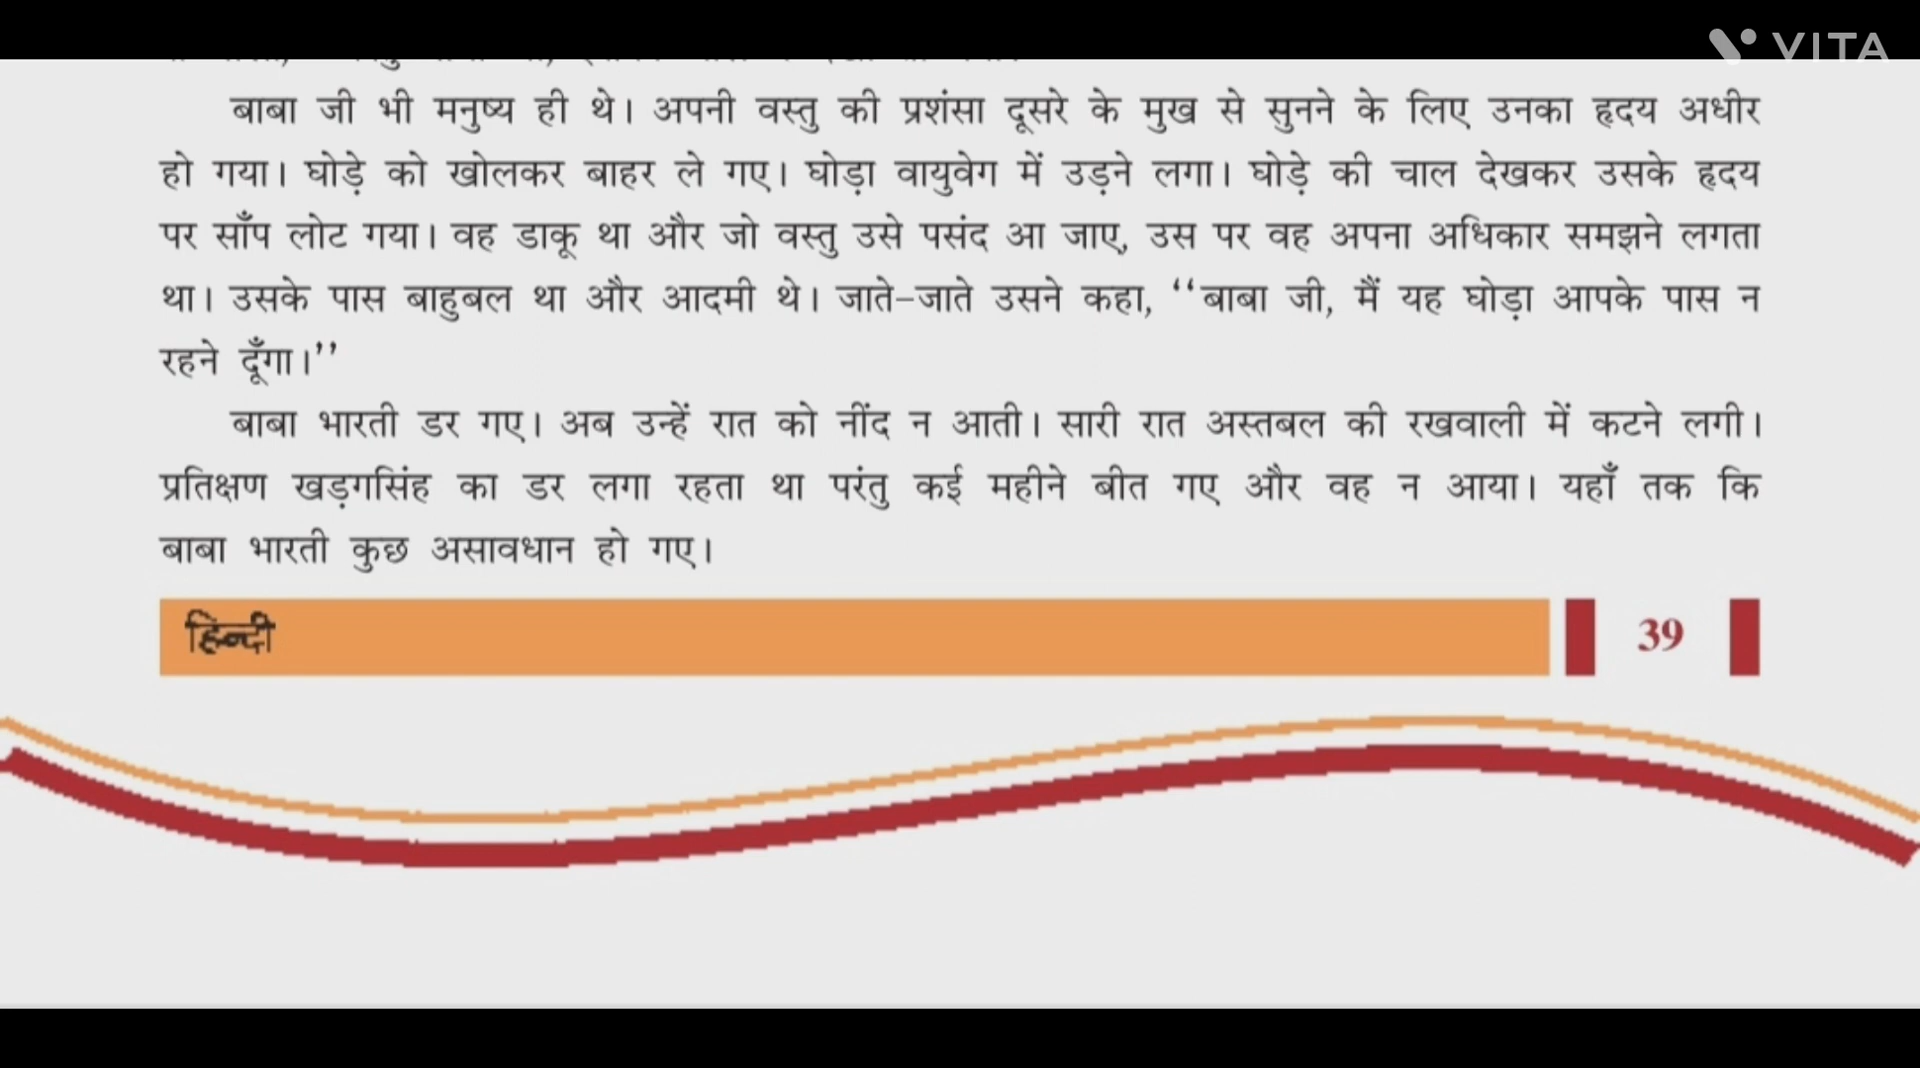 VITA
बाबा जी भी मनुष्य ही थे। अपनी वस्तु की प्रशंसा दूसरे के मुख से सुनने के लिए उनका हृदय अधीर
हो गया। घोड़े को खोलकर बाहर ले गए। घोड़ा वायुवेग में उड़ने लगा। घोड़े की चाल देखकर उसके हृदय
पर साँप लोट गया। वह डाकू था और जो वस्तु उसे पसंद आ जाए, उस पर वह अपना अधिकार समझने लगता
था। उसके पास बाहुबल था और आदमी थे। जाते-जाते उसने कहा, ‘‘बाबा जी, मैं यह घोड़ा आपके पास न
रहने दूँगा।’’
बाबा भारती डर गए। अब उन्हें रात को नींद न आती। सारी रात अस्तबल की रखवाली में कटने लगी।
प्रतिक्षण खड़गसिंह का डर लगा रहता था परंतु कई महीने बीत गए और वह न आया। यहाँ तक कि
बाबा भारती कुछ असावधान हो गए।
हिन्दी
39